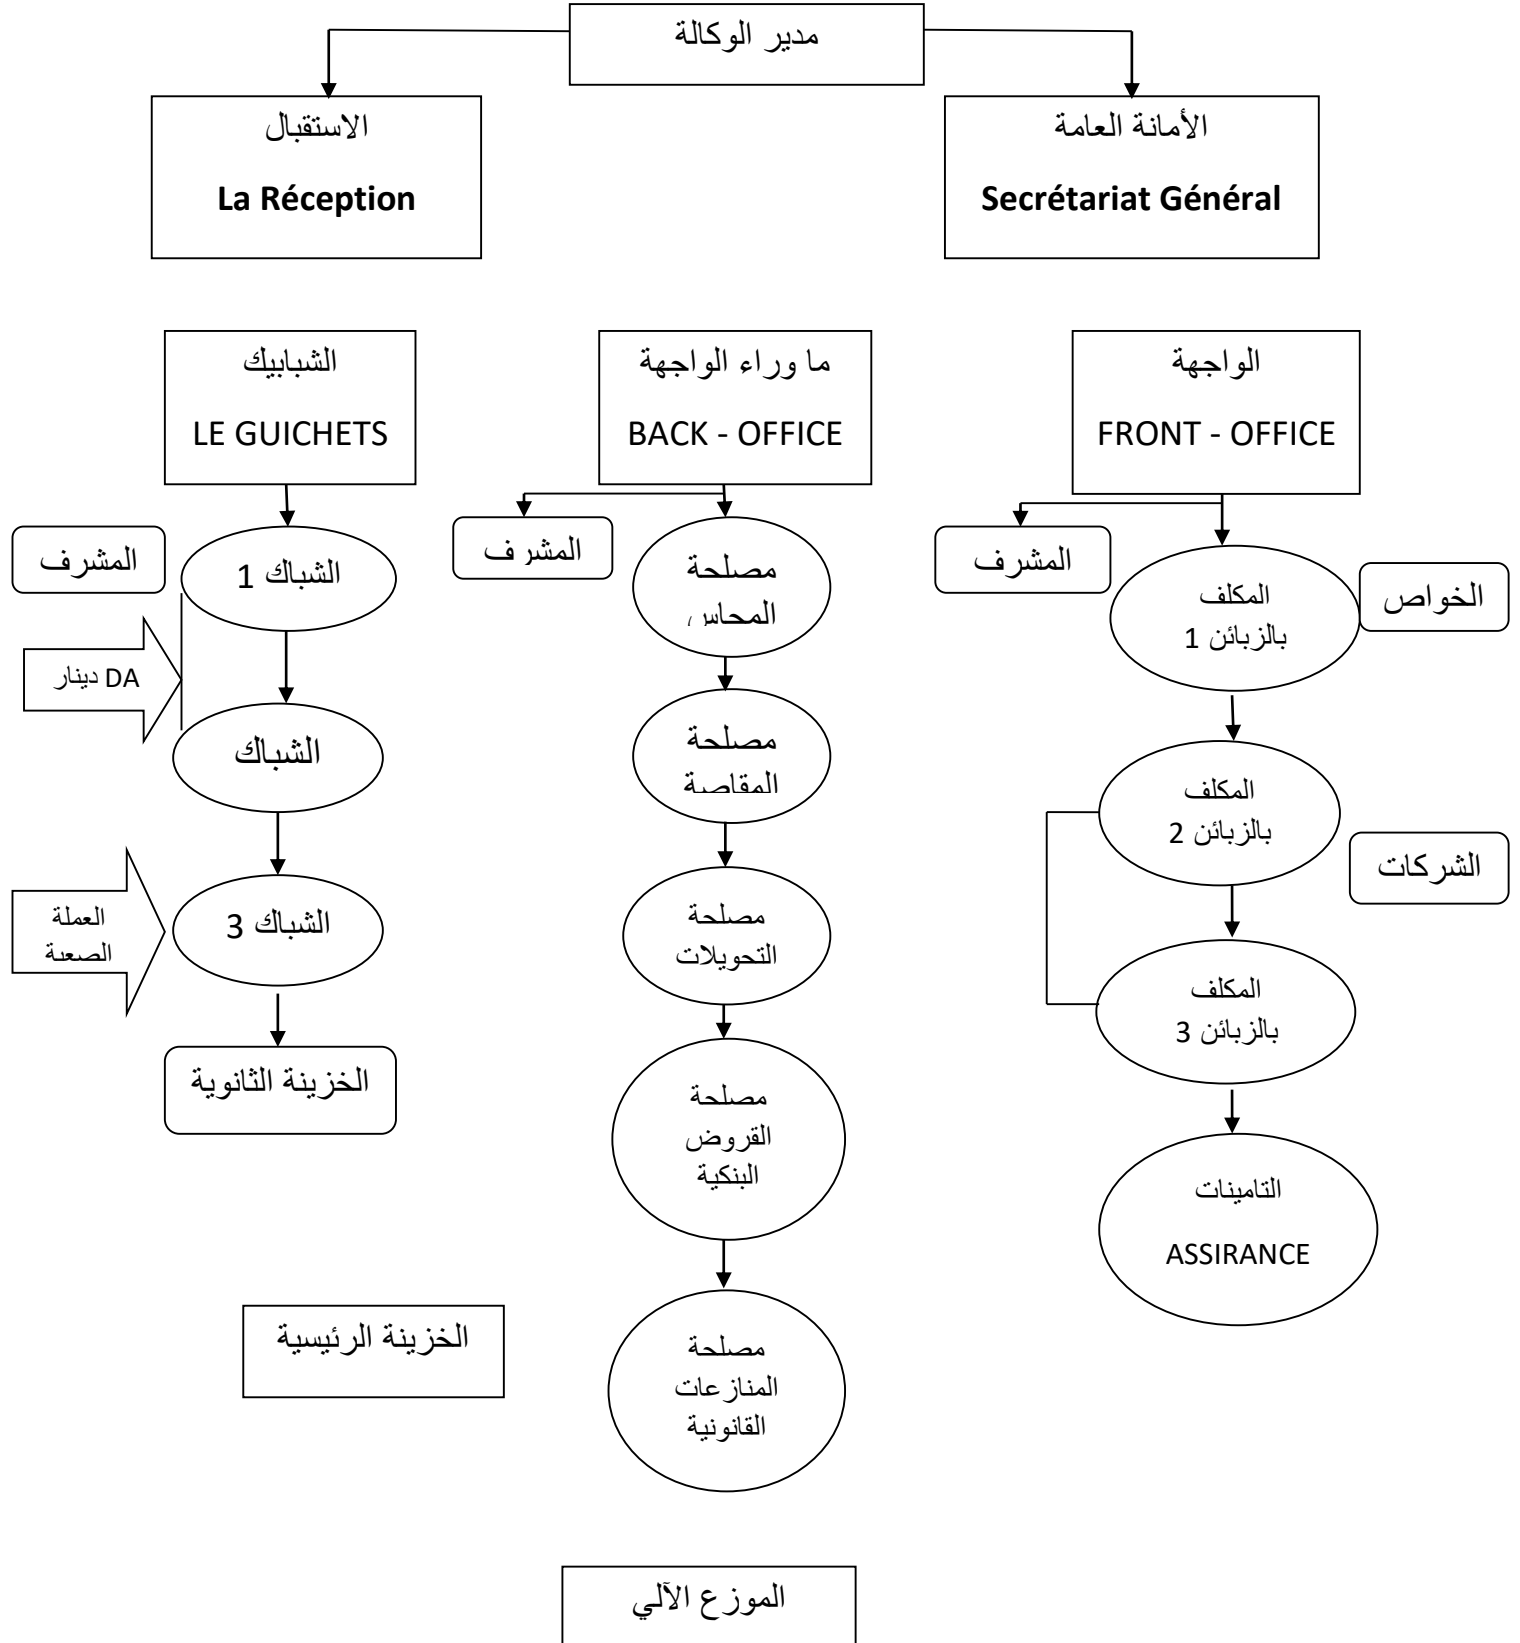 مدير الوكالة
الأمانة العامة
Secrétariat Général
الاستقبال
La Réception
الواجهة
FRONT - OFFICE
ما وراء الواجهة
BACK - OFFICE
الشبابيك
LE GUICHETS
المشرف
المكلف
بالزبائن 1
الخواص
المكلف
بالزبائن 2
الشركات
المكلف
بالزبائن 3
التامينات
ASSIRANCE
المشرف
مصلحة
مصلحة
المقاصة
مصلحة
التحويلات
مصلحة
القروض
البنكية
مصلحة
المنازعات
القانونية
المشرف
الشباك 1
DA دينار
الشباك
الشباك 3
العملة
الصعبة
الخزينة الثانوية
الخزينة الرئيسية
الموزع الآلي